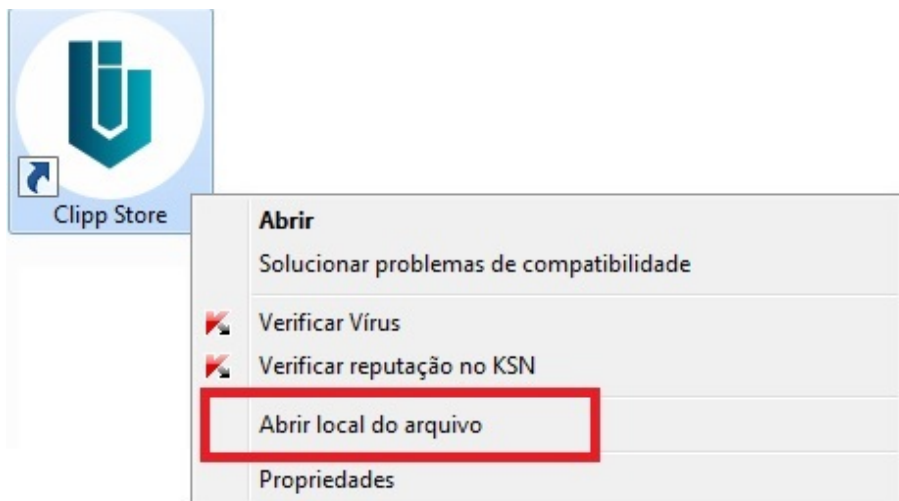 Clipp Store
Abrir
Solucionar problemas de compatibilidade
Verificar Vírus
Verificar reputação no KSN
Abrir local do arquivo
Propriedades